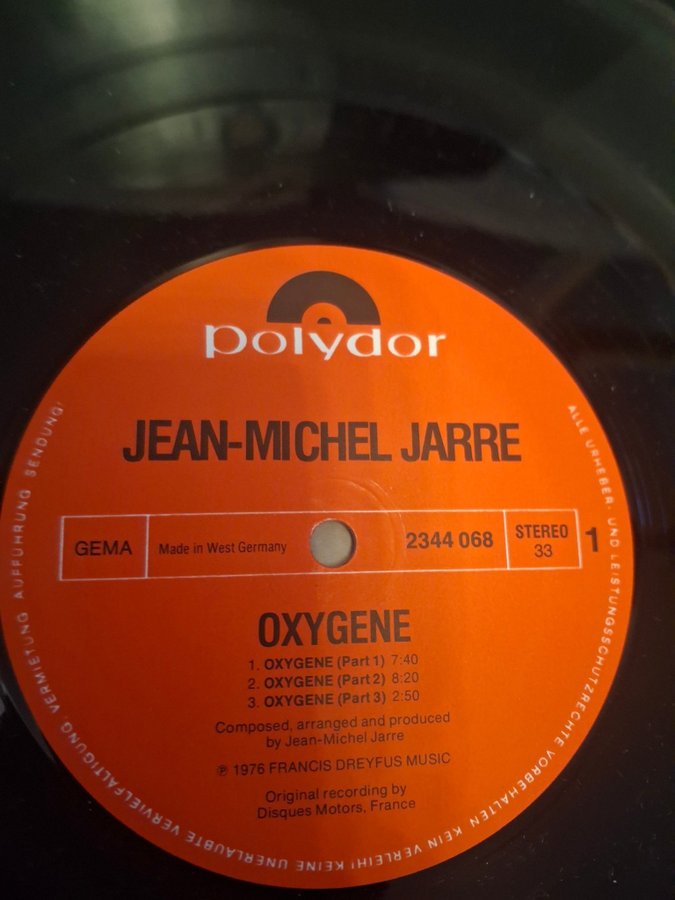 polydor
JEAN-MICHEL JARRE
GEMA
Made in West Germany
2344 068
STEREO
33
1
OXYGENE
1. OXYGENE (Part 1) 7:40
2. OXYGENE (Part 2) 8:20
3. OXYGENE (Part 3) 2:50
Composed, arranged and produced
by Jean-Michel Jarre
℗ 1976 FRANCIS DREYFUS MUSIC
Original recording by
Disques Motors, France
ALLE URHEBER- UND LEISTUNGSSCHUTZRECHTE VORBEHALTEN KEIN VERLEIH! KEINE UNERLAUBTE VERVIELFÄLTIGUNG, VERMIETUNG, AUFFÜHRUNG, SENDUNG!